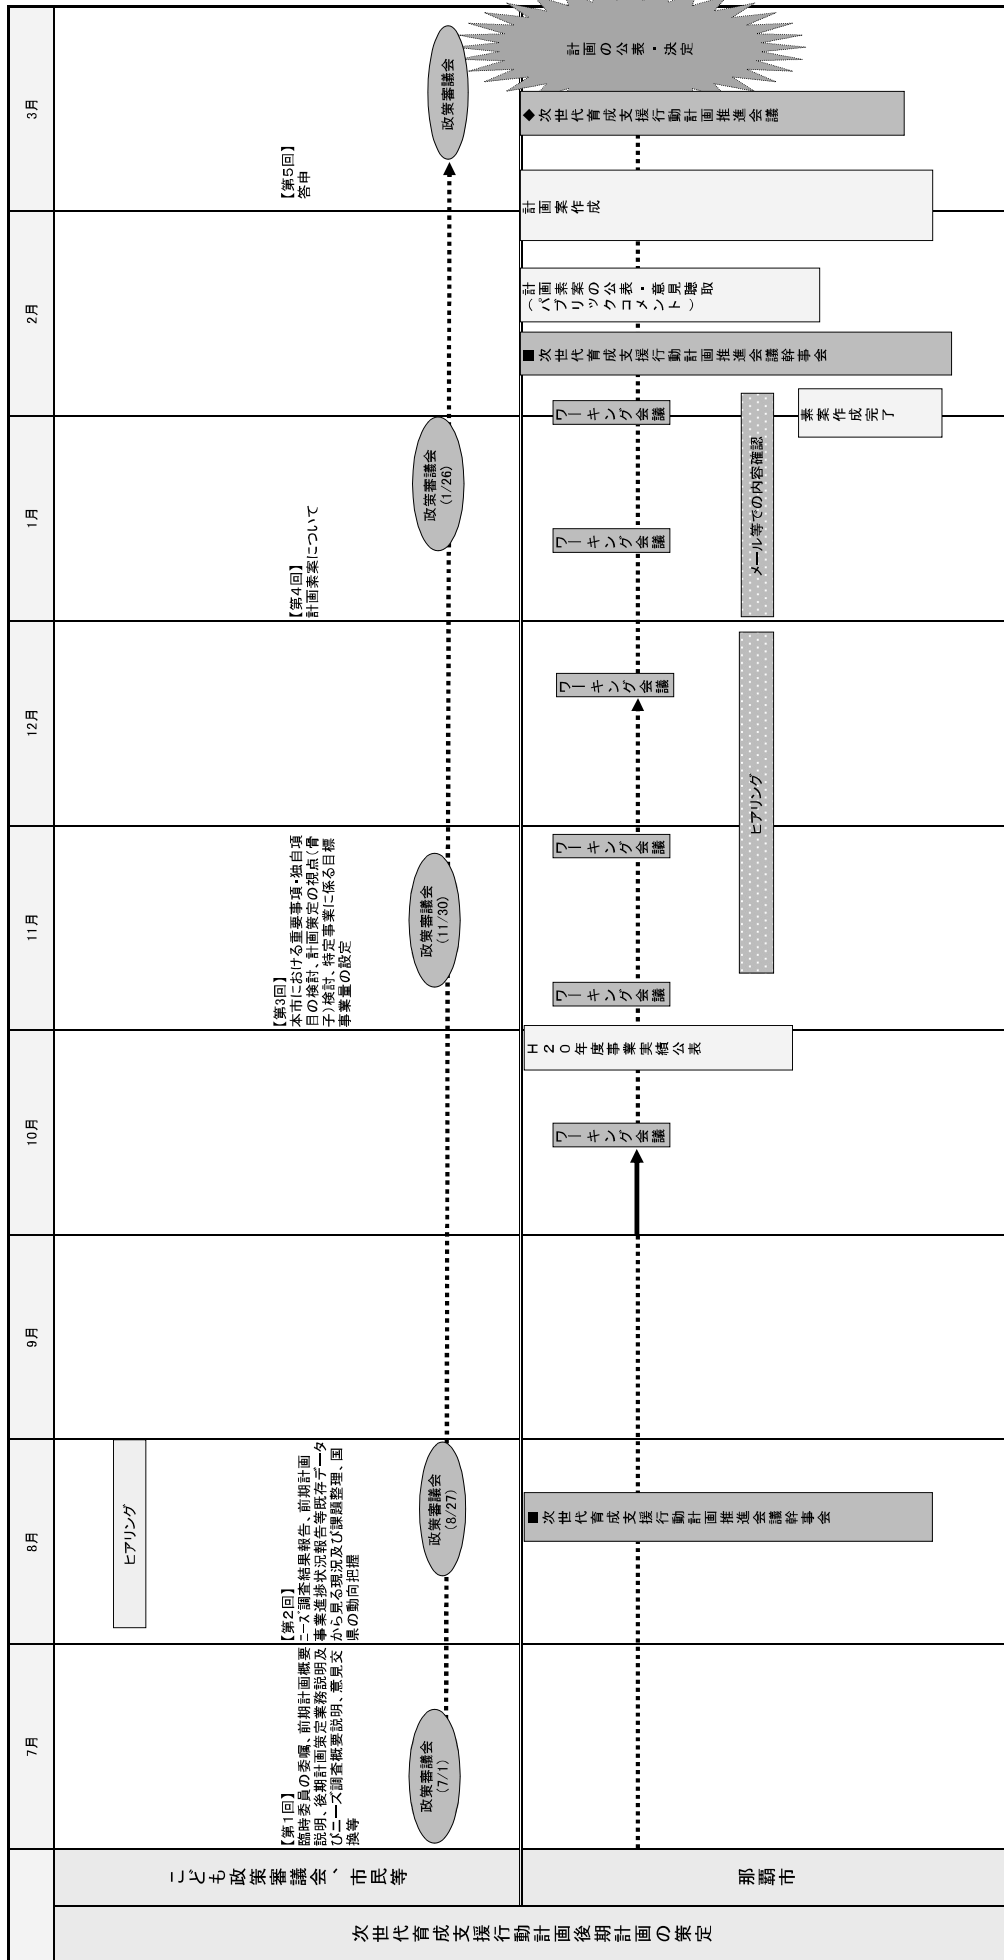 7月
8月
9月
10月
11月
12月
1月
2月
3月
次世代育成支援行動計画後期計画の策定
こども政策審議会、市民等
ヒアリング
【第1回】
臨時委員の委嘱、前期計画概要
説明、後期計画策定業務説明及
びニーズ調査概要説明、意見交
換等
【第2回】
ニーズ調査結果報告、前期計画
事業進捗状況報告等既存データ
から見る現況及び課題整理、国
県の動向把握
【第3回】
本市における重要事項・独自項
目の検討、計画策定の視点(骨
子)検討、特定事業に係る目標
事業量の設定
【第4回】
計画素案について
【第5回】
答申
政策審議会
(7/1)
政策審議会
(8/27)
政策審議会
(11/30)
政策審議会
(1/26)
政策審議会
那覇市
■次世代育成支援行動計画推進会議幹事会
ワーキング会議
H20年度事業実績公表
ワーキング会議
ワーキング会議
ワーキング会議
ワーキング会議
ワーキング会議
ヒアリング
メール等での内容確認
素案作成完了
■次世代育成支援行動計画推進会議幹事会
計画素案の公表・意見聴取
(パブリックコメント)
計画案作成
◆次世代育成支援行動計画推進会議
計画の公表・決定